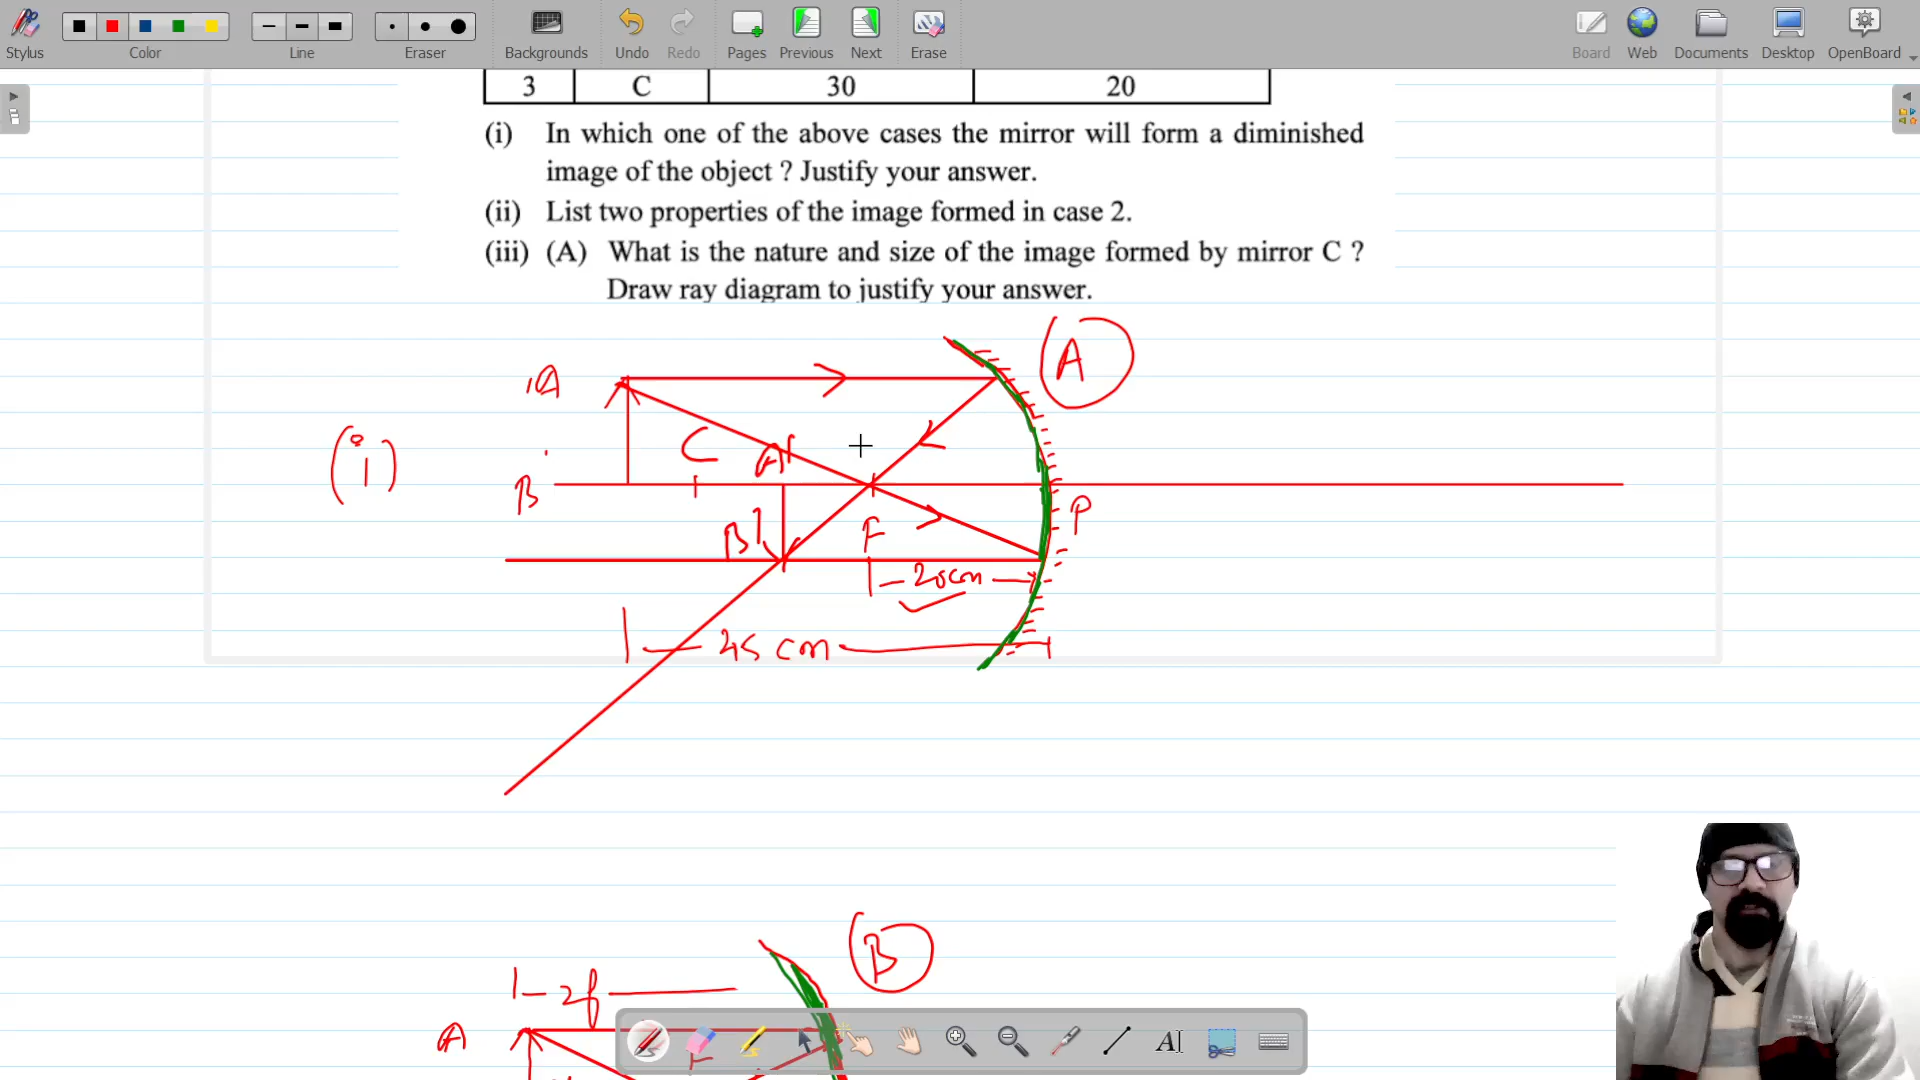 Stylus Color Line Eraser Backgrounds Undo Redo Pages Previous Next Erase Board Web Documents Desktop OpenBoard
3 C 30 20
(i) In which one of the above cases the mirror will form a diminished
image of the object ? Justify your answer.
(ii) List two properties of the image formed in case 2.
(iii) (A) What is the nature and size of the image formed by mirror C ?
Draw ray diagram to justify your answer.
A
A
(i)
C
A'
B
P
B'
F
20cm
45 cm
B
2f
A
F